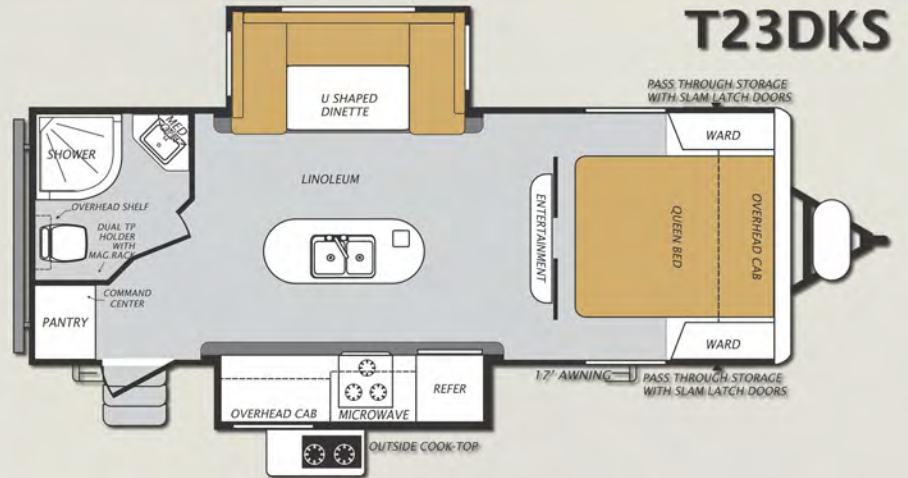 T23DKS
PASS THROUGH STORAGE
WITH SLAM LATCH DOORS
U SHAPED
DINETTE
MED
SHOWER
WARD
LINOLEUM
OVERHEAD SHELF
DUAL TP
HOLDER
WITH
MAG.RACK
ENTERTAINMENT
QUEEN BED
OVERHEAD CAB
COMMAND
CENTER
PANTRY
WARD
17' AWNING
PASS THROUGH STORAGE
WITH SLAM LATCH DOORS
REFER
OVERHEAD CAB
MICROWAVE
OUTSIDE COOK-TOP